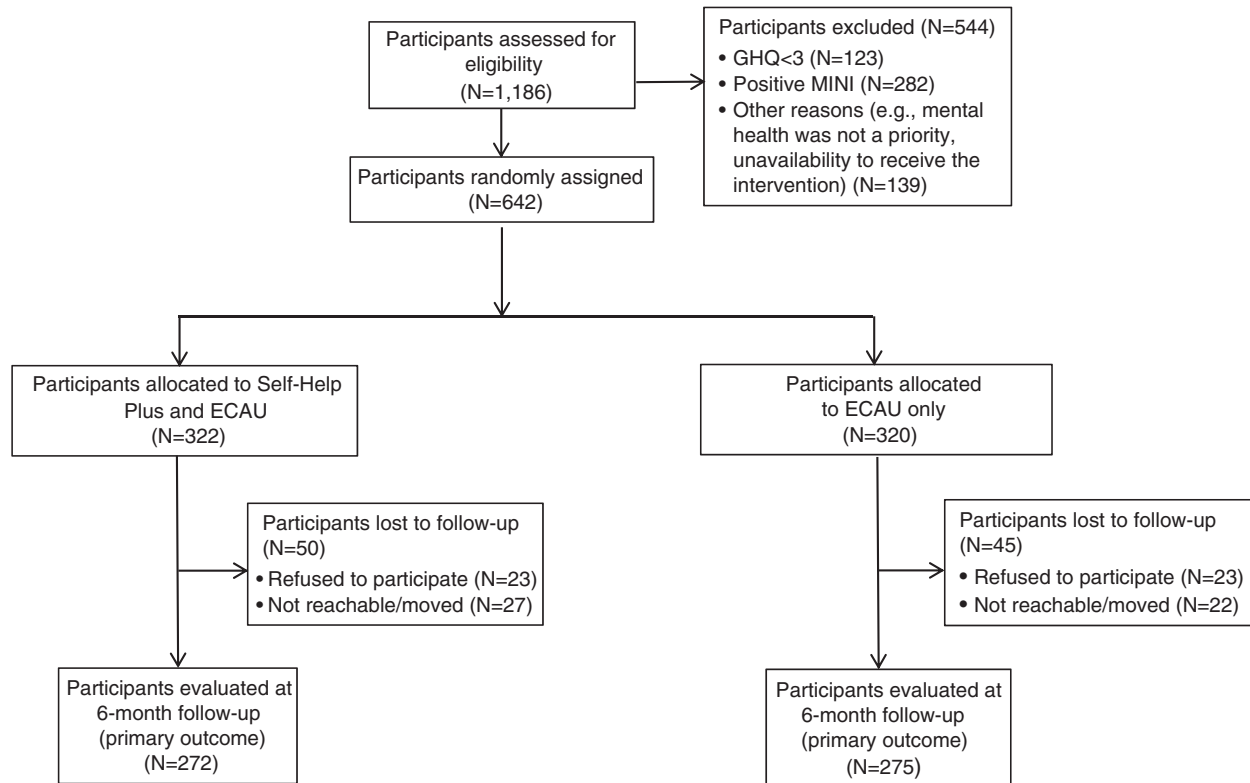 Participants assessed for
eligibility
(N=1,186)
Participants excluded (N=544)
• GHQ<3 (N=123)
• Positive MINI (N=282)
• Other reasons (e.g., mental
health was not a priority,
unavailability to receive the
intervention) (N=139)
Participants randomly assigned
(N=642)
Participants allocated to Self-Help
Plus and ECAU
(N=322)
Participants allocated
to ECAU only
(N=320)
Participants lost to follow-up
(N=50)
• Refused to participate (N=23)
• Not reachable/moved (N=27)
Participants lost to follow-up
(N=45)
• Refused to participate (N=23)
• Not reachable/moved (N=22)
Participants evaluated at
6-month follow-up
(primary outcome)
(N=272)
Participants evaluated at
6-month follow-up
(primary outcome)
(N=275)